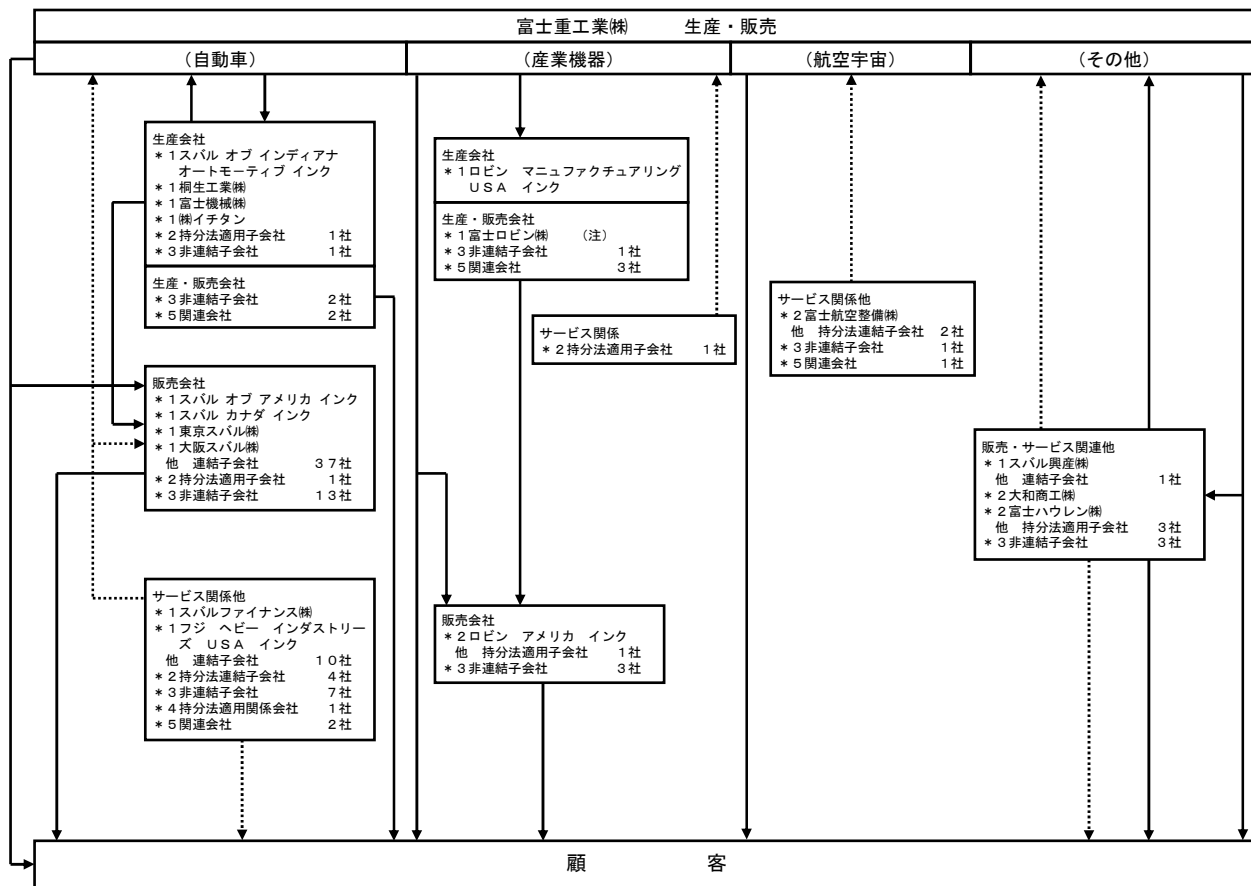 富士重工業㈱　　　生産・販売
（自動車）
（産業機器）
（航空宇宙）
（その他）
生産会社
＊１スバル オブ インディアナ
オートモーティブ インク
＊１桐生工業㈱
＊１富士機械㈱
＊１㈱イチタン
＊２持分法適用子会社　　　１社
＊３非連結子会社　　　　　１社
生産・販売会社
＊３非連結子会社　　　　　２社
＊５関連会社　　　　　　　２社
販売会社
＊１スバル オブ アメリカ インク
＊１スバル カナダ インク
＊１東京スバル㈱
＊１大阪スバル㈱
他　連結子会社　　　　３７社
＊２持分法適用子会社　　　１社
＊３非連結子会社　　　　１３社
サービス関係他
＊１スバルファイナンス㈱
＊１フジ　ヘビー　インダストリー
ズ　ＵＳＡ　インク
他　連結子会社　　　　１０社
＊２持分法連結子会社　　　４社
＊３非連結子会社　　　　　７社
＊４持分法適用関係会社　　１社
＊５関連会社　　　　　　　２社
生産会社
＊１ロビン　マニュファクチュアリング
ＵＳＡ　インク
生産・販売会社
＊１富士ロビン㈱　　（注）
＊３非連結子会社　　　　　１社
＊５関連会社　　　　　　　３社
サービス関係
＊２持分法適用子会社　　　１社
販売会社
＊２ロビン　アメリカ　インク
他　持分法適用子会社　　１社
＊３非連結子会社　　　　　３社
サービス関係他
＊２富士航空整備㈱
他　持分法連結子会社　２社
＊３非連結子会社　　　　１社
＊５関連会社　　　　　　１社
販売・サービス関連他
＊１スバル興産㈱
他　連結子会社　　　　　１社
＊２大和商工㈱
＊２富士ハウレン㈱
他　持分法適用子会社　　３社
＊３非連結子会社　　　　　３社
顧　　　　　客